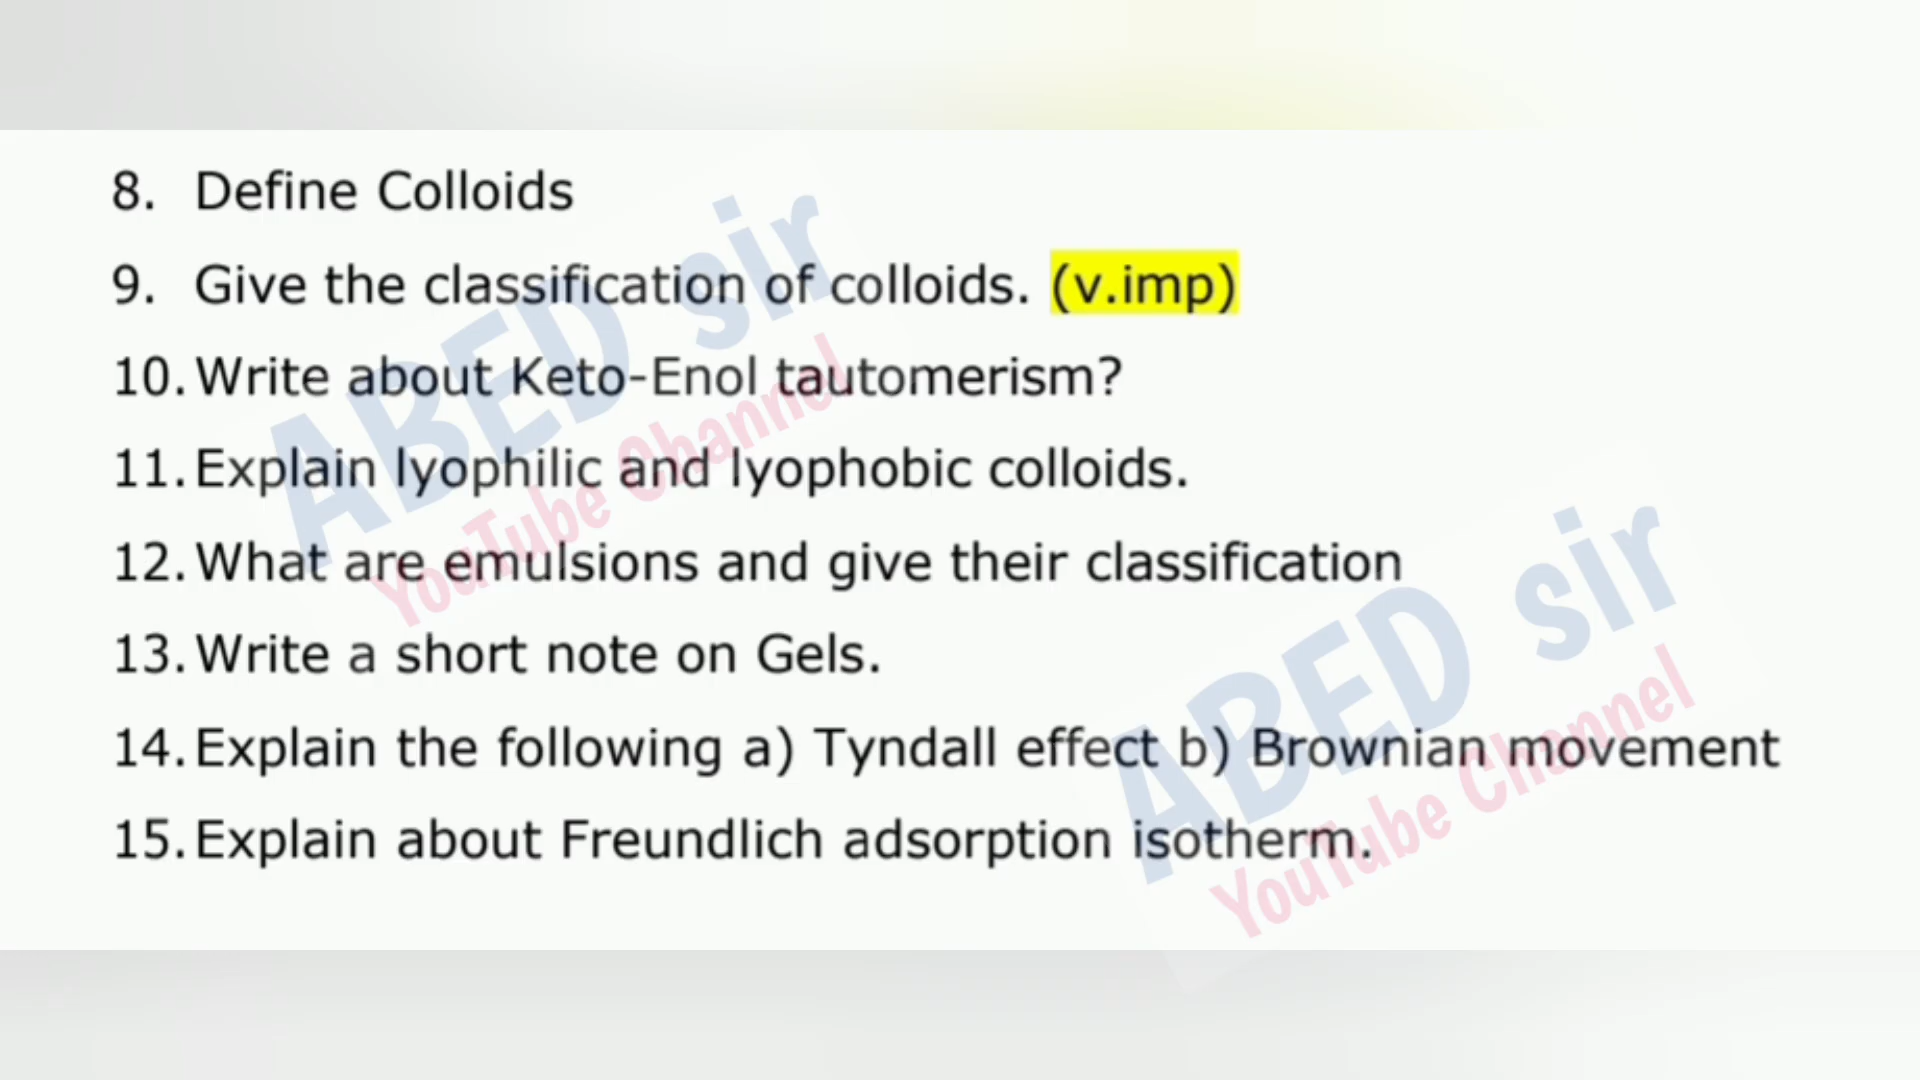 8. Define Colloids
9. Give the classification of colloids. (v.imp)
10. Write about Keto-Enol tautomerism?
11. Explain lyophilic and lyophobic colloids.
12. What are emulsions and give their classification
13. Write a short note on Gels.
14. Explain the following a) Tyndall effect b) Brownian movement
15. Explain about Freundlich adsorption isotherm.
ABED sir
YouTube Channel
ABED sir
YouTube Channel